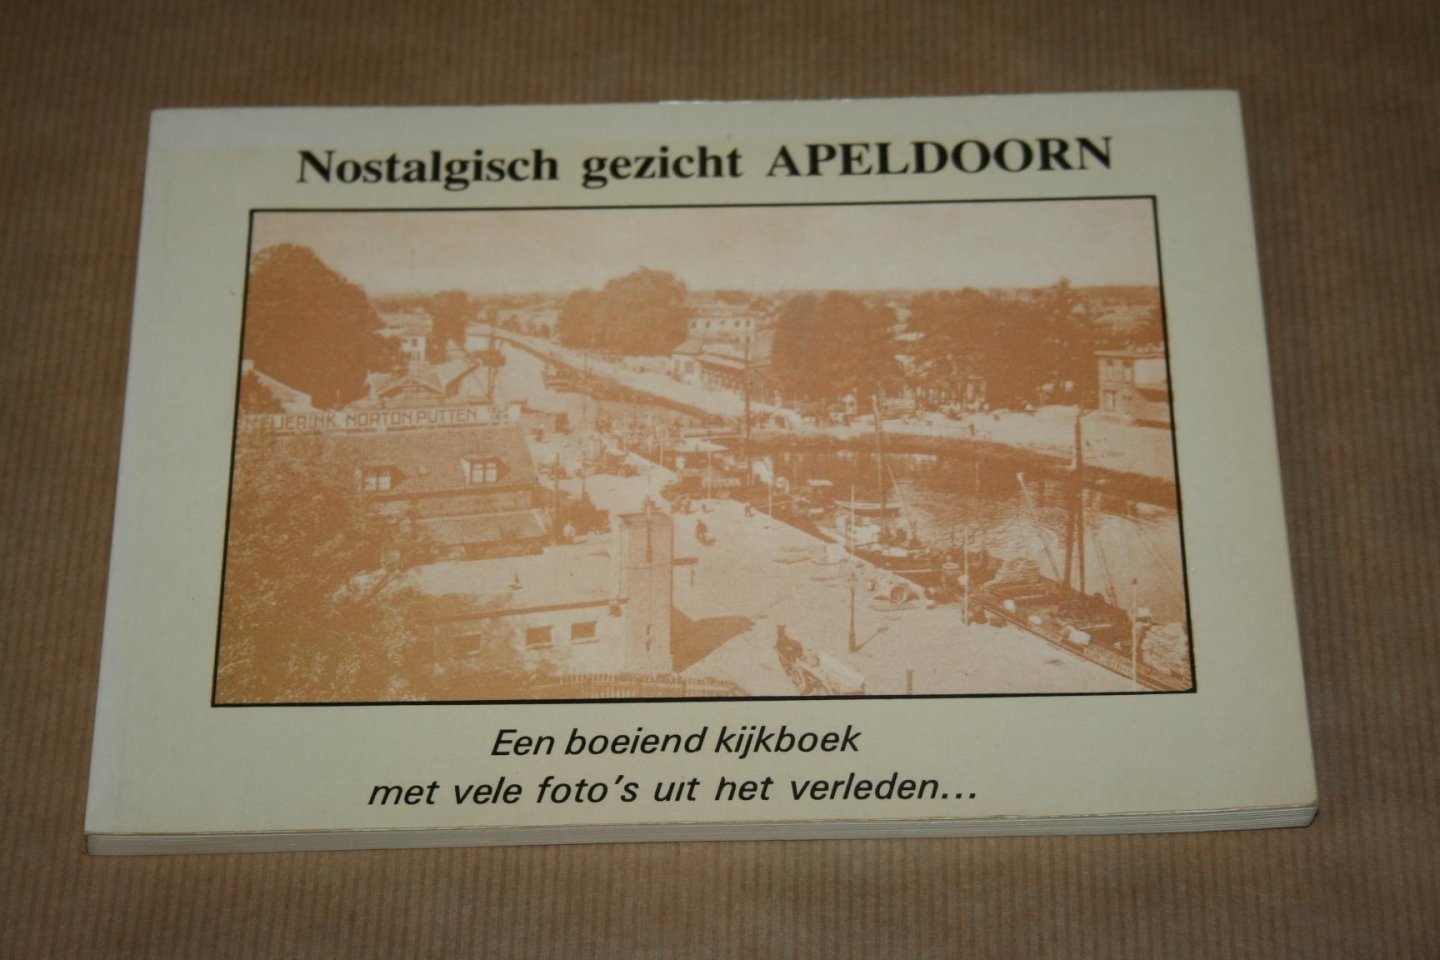 Nostalgisch gezicht APELDOORN
NORTON PUTTEN
Een boeiend kijkboek
met vele foto's uit het verleden...